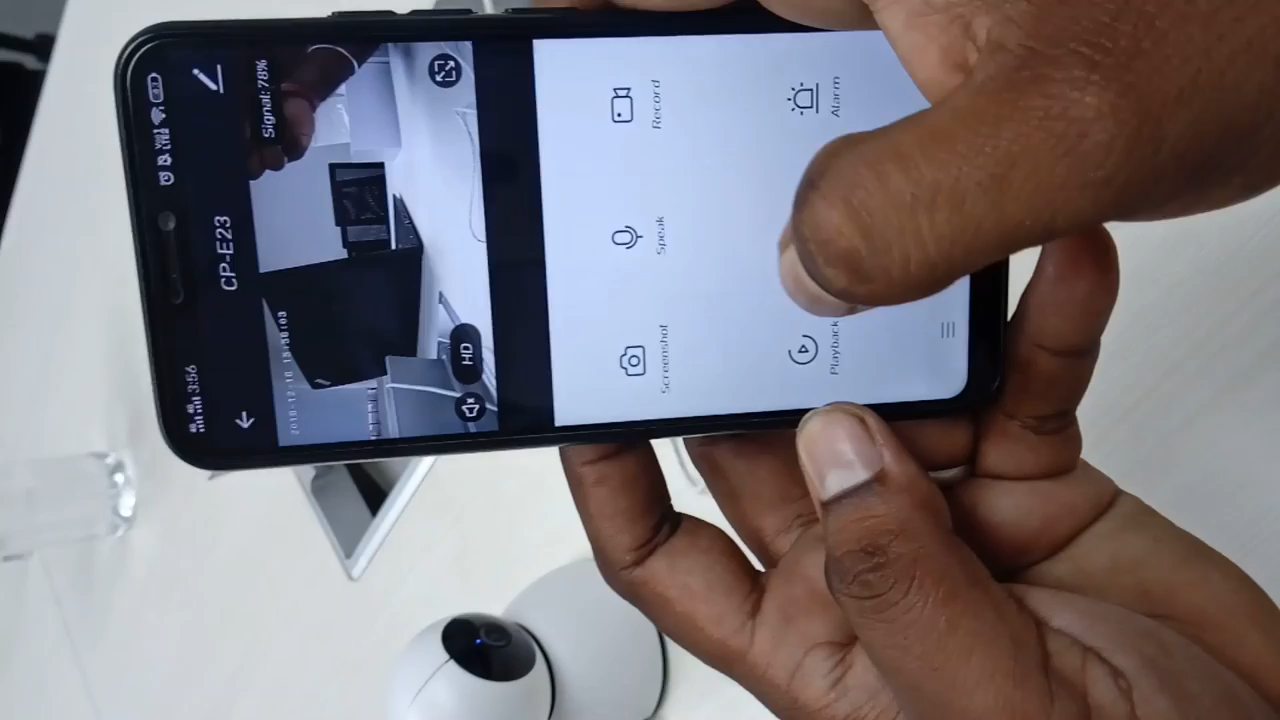 3:56
CP-E23
Signal: 78%
HD
Screenshot
Speak
Record
Playback
Alarm